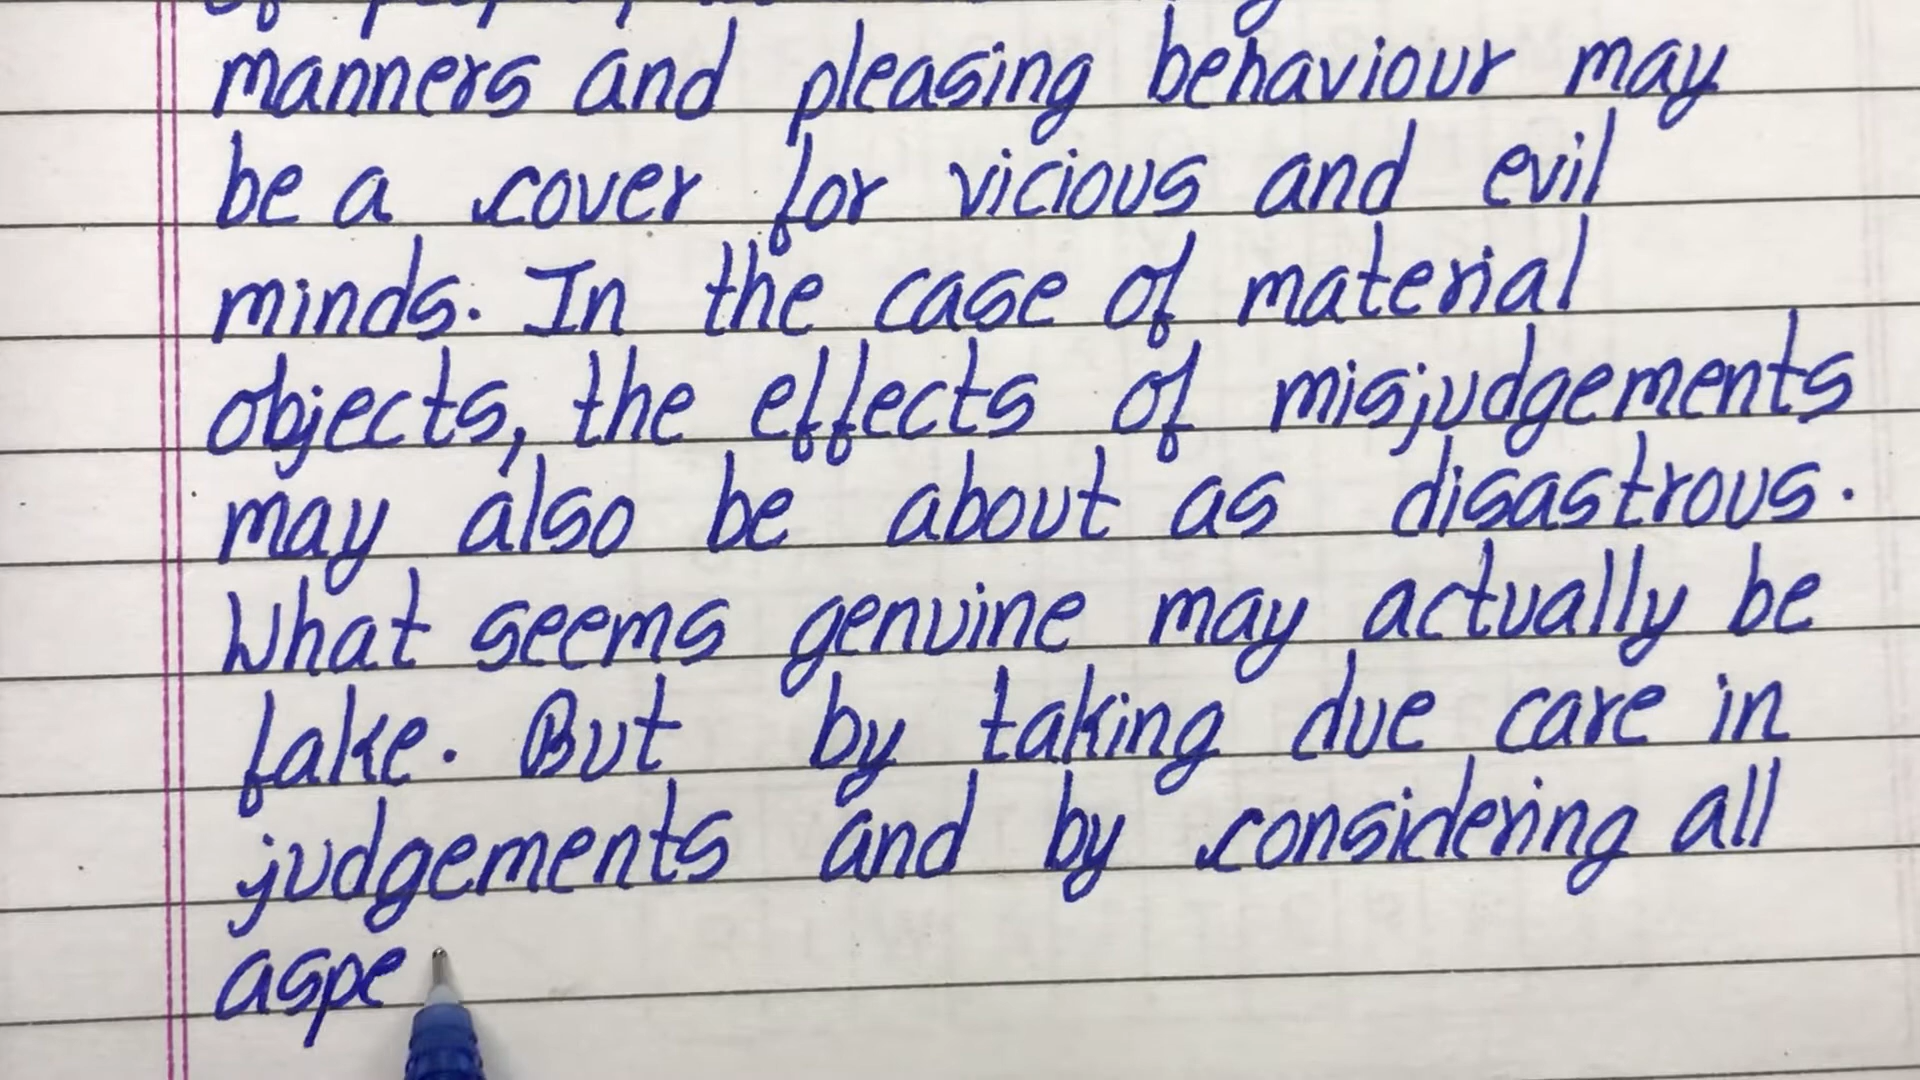 manners and pleasing behaviour may
be a cover for vicious and evil
minds. In the case of material
objects, the effects of misjudgements
may also be about as disastrous.
What seems genuine may actually be
fake. But by taking due care in
judgements and by considering all
aspe